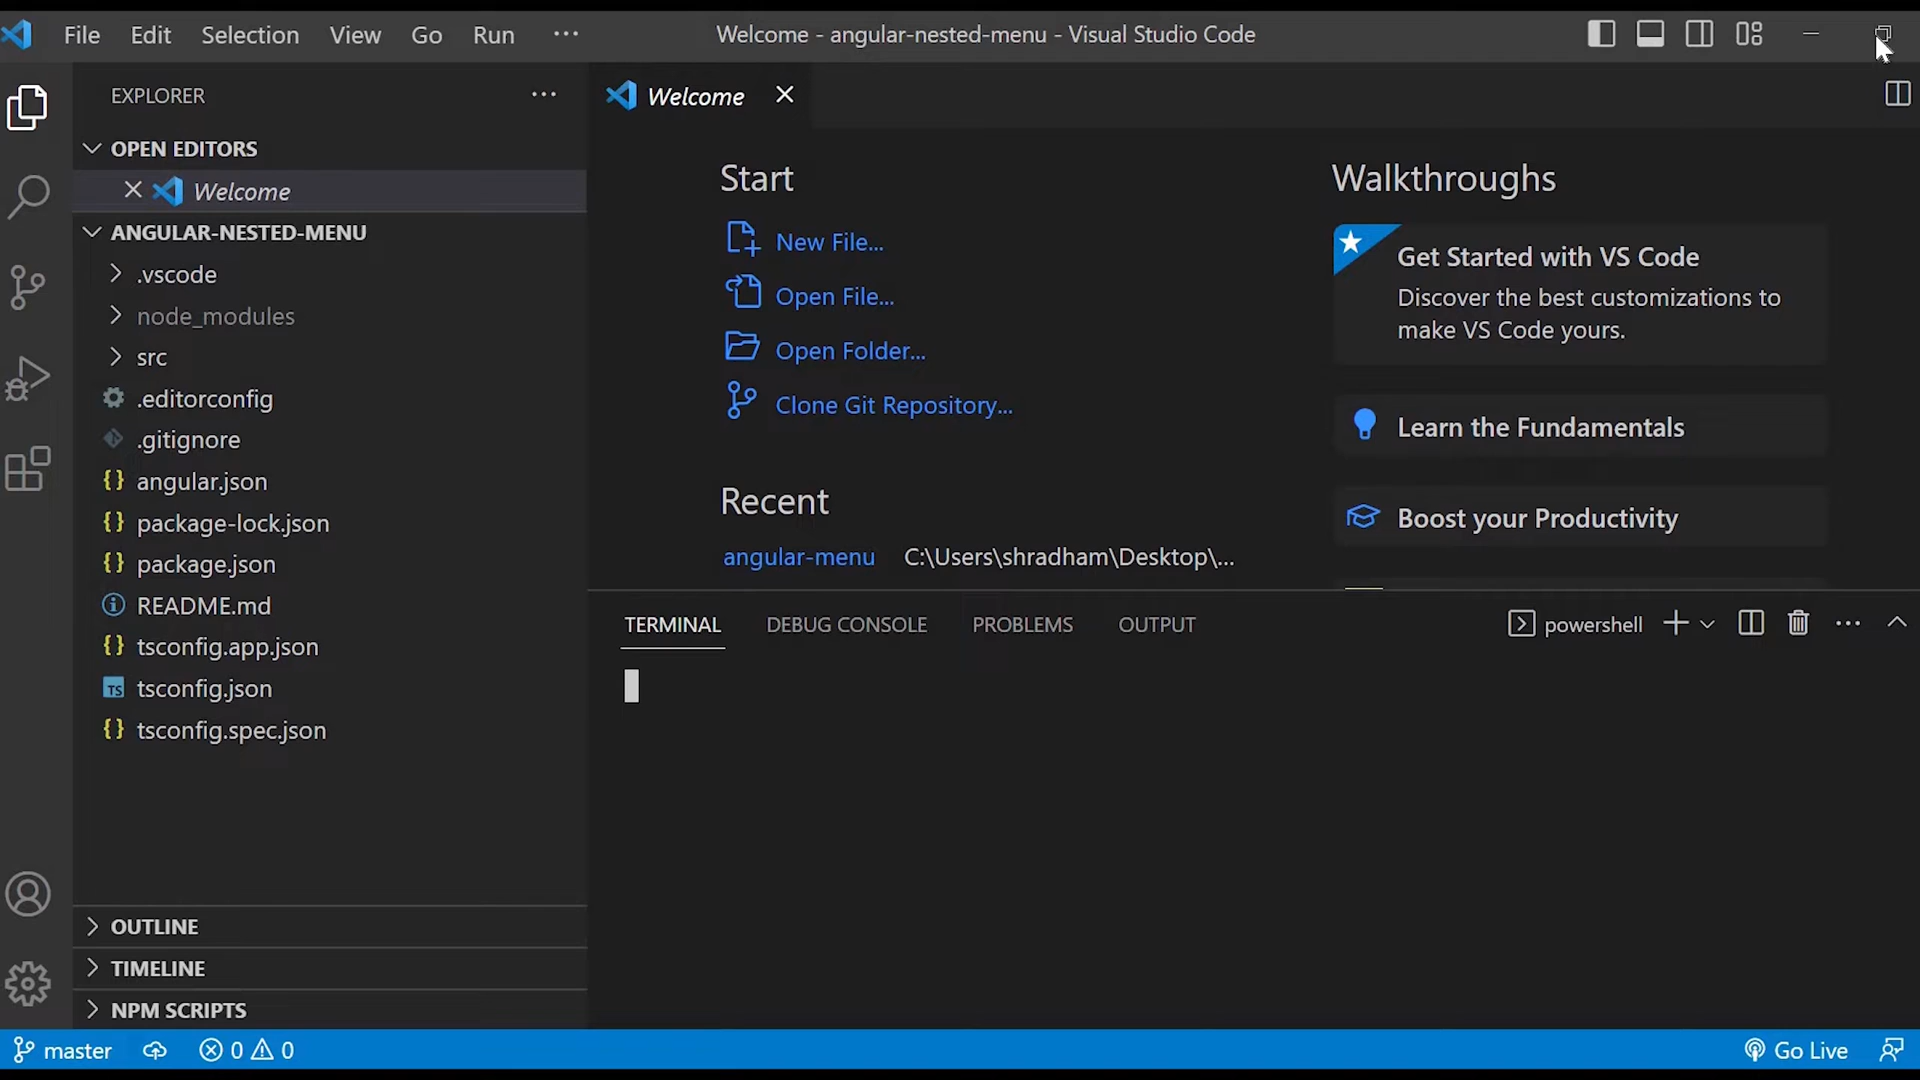 File Edit Selection View Go Run ···
Welcome - angular-nested-menu - Visual Studio Code
EXPLORER
OPEN EDITORS
Welcome
ANGULAR-NESTED-MENU
.vscode
node_modules
src
.editorconfig
.gitignore
angular.json
package-lock.json
package.json
README.md
tsconfig.app.json
TS tsconfig.json
tsconfig.spec.json
OUTLINE
TIMELINE
NPM SCRIPTS
Welcome
Start
New File...
Open File...
Open Folder...
Clone Git Repository...
Recent
angular-menu C:\Users\shradham\Desktop\...
Walkthroughs
Get Started with VS Code
Discover the best customizations to
make VS Code yours.
Learn the Fundamentals
Boost your Productivity
TERMINAL DEBUG CONSOLE PROBLEMS OUTPUT
powershell
master 0 0
Go Live